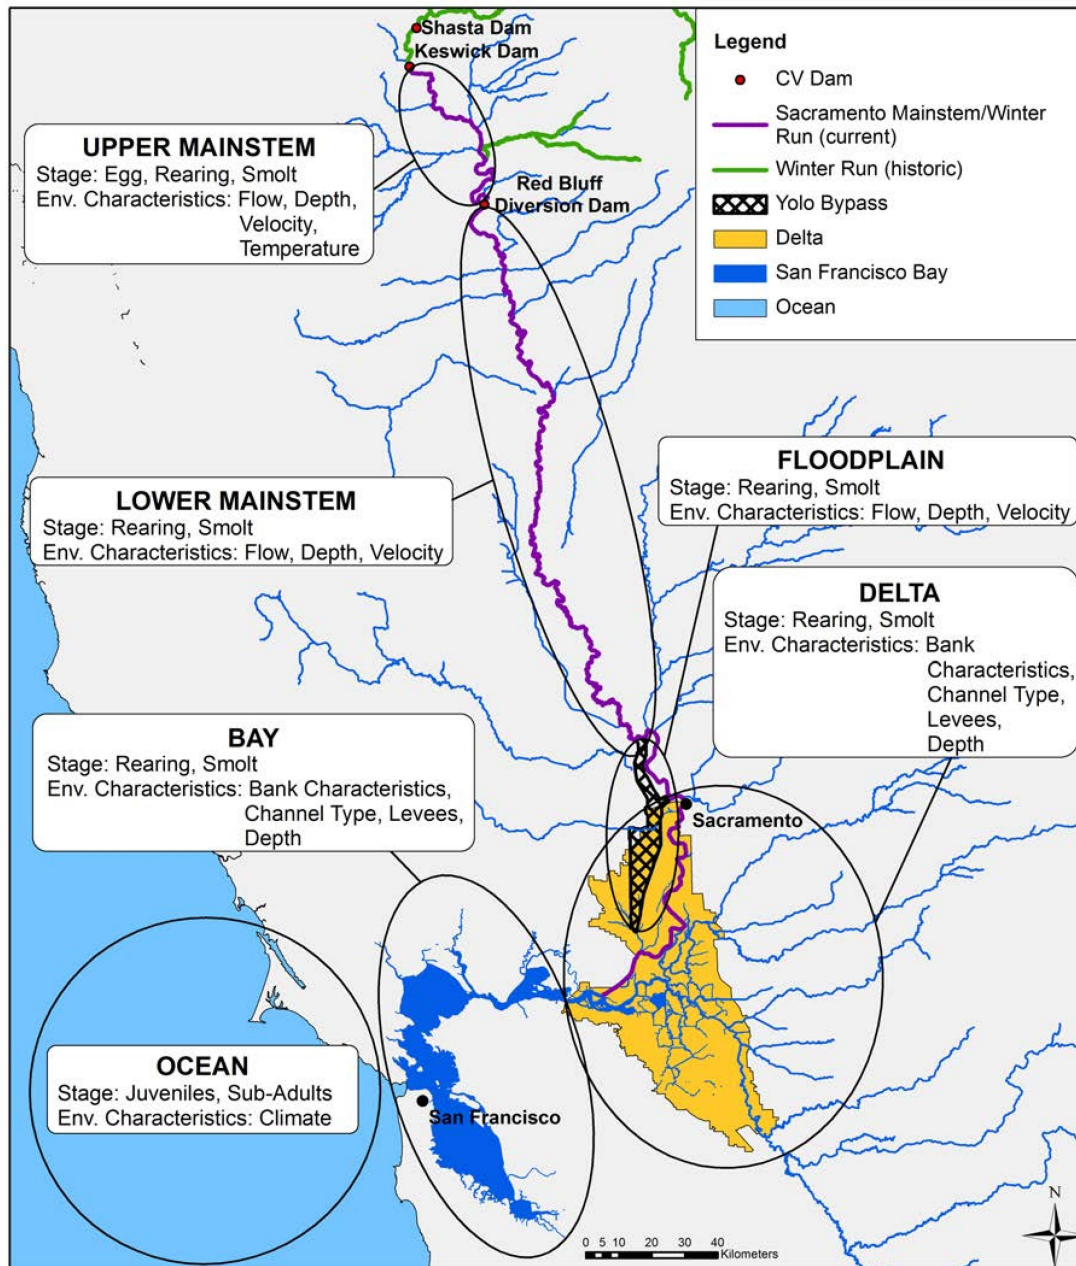 Shasta Dam
Keswick Dam
Legend
CV Dam
Sacramento Mainstem/Winter
Run (current)
Winter Run (historic)
Yolo Bypass
Delta
San Francisco Bay
Ocean
UPPER MAINSTEM
Stage: Egg, Rearing, Smolt
Env. Characteristics: Flow, Depth,
Velocity,
Temperature
Red Bluff
Diversion Dam
LOWER MAINSTEM
Stage: Rearing, Smolt
Env. Characteristics: Flow, Depth, Velocity
FLOODPLAIN
Stage: Rearing, Smolt
Env. Characteristics: Flow, Depth, Velocity
DELTA
Stage: Rearing, Smolt
Env. Characteristics: Bank
Characteristics,
Channel Type,
Levees,
Depth
BAY
Stage: Rearing, Smolt
Env. Characteristics: Bank Characteristics,
Channel Type, Levees,
Depth
Sacramento
OCEAN
Stage: Juveniles, Sub-Adults
Env. Characteristics: Climate
San Francisco
N
0 5 10 20 30 40
Kilometers